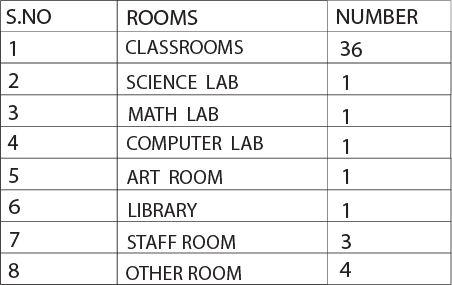 S.NO ROOMS NUMBER
1 CLASSROOMS 36
2 SCIENCE LAB 1
3 MATH LAB 1
4 COMPUTER LAB 1
5 ART ROOM 1
6 LIBRARY 1
7 STAFF ROOM 3
8 OTHER ROOM 4